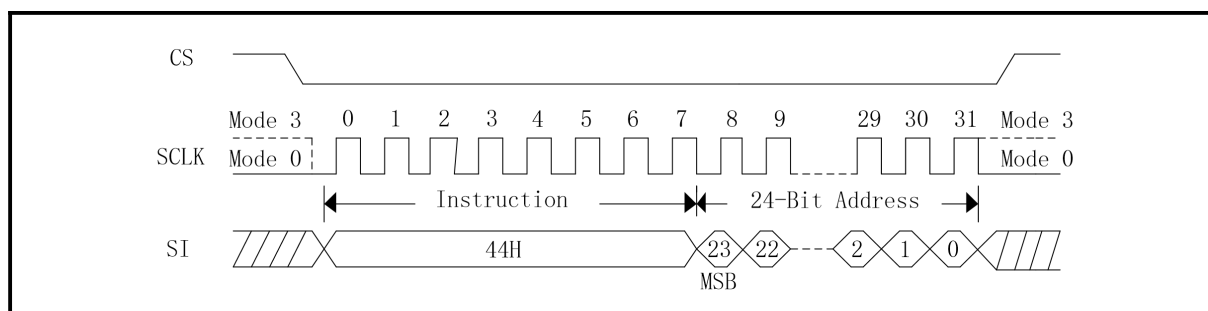 CS
Mode 3 0 1 2 3 4 5 6 7 8 9 29 30 31 Mode 3
SCLK Mode 0 Mode 0
Instruction 24-Bit Address
SI 44H 23 22 2 1 0
MSB